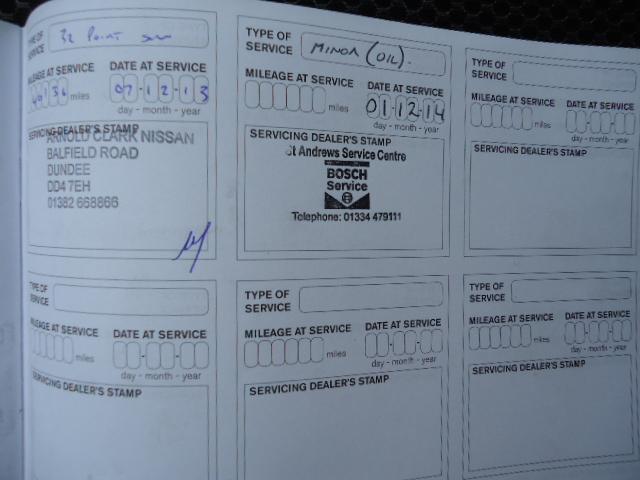 TYPE OF SERVICE 32 Point
MILEAGE AT SERVICE miles
DATE AT SERVICE 07-12-13
day - month - year
SERVICING DEALER'S STAMP
ARNOLD CLARK NISSAN
BALFIELD ROAD
DUNDEE
DD4 7EH
01382 668866
TYPE OF SERVICE MINOR (OIL).
MILEAGE AT SERVICE miles
DATE AT SERVICE 01-12-14
day - month - year
SERVICING DEALER'S STAMP
St Andrews Service Centre
BOSCH
Service
Telephone: 01334 479111
TYPE OF SERVICE
MILEAGE AT SERVICE miles
DATE AT SERVICE
day - month - year
SERVICING DEALER'S STAMP
TYPE OF SERVICE
MILEAGE AT SERVICE miles
DATE AT SERVICE
day - month - year
SERVICING DEALER'S STAMP
TYPE OF SERVICE
MILEAGE AT SERVICE miles
DATE AT SERVICE
day - month - year
SERVICING DEALER'S STAMP
TYPE OF SERVICE
MILEAGE AT SERVICE miles
DATE AT SERVICE
day - month - year
SERVICING DEALER'S STAMP